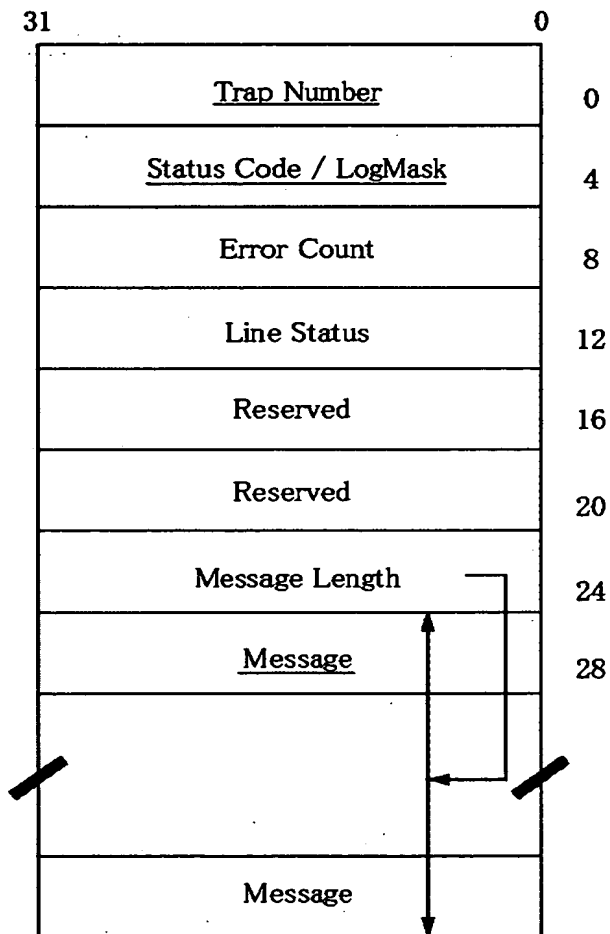 31 0
Trap Number 0
Status Code / LogMask 4
Error Count 8
Line Status 12
Reserved 16
Reserved 20
Message Length 24
Message 28
Message